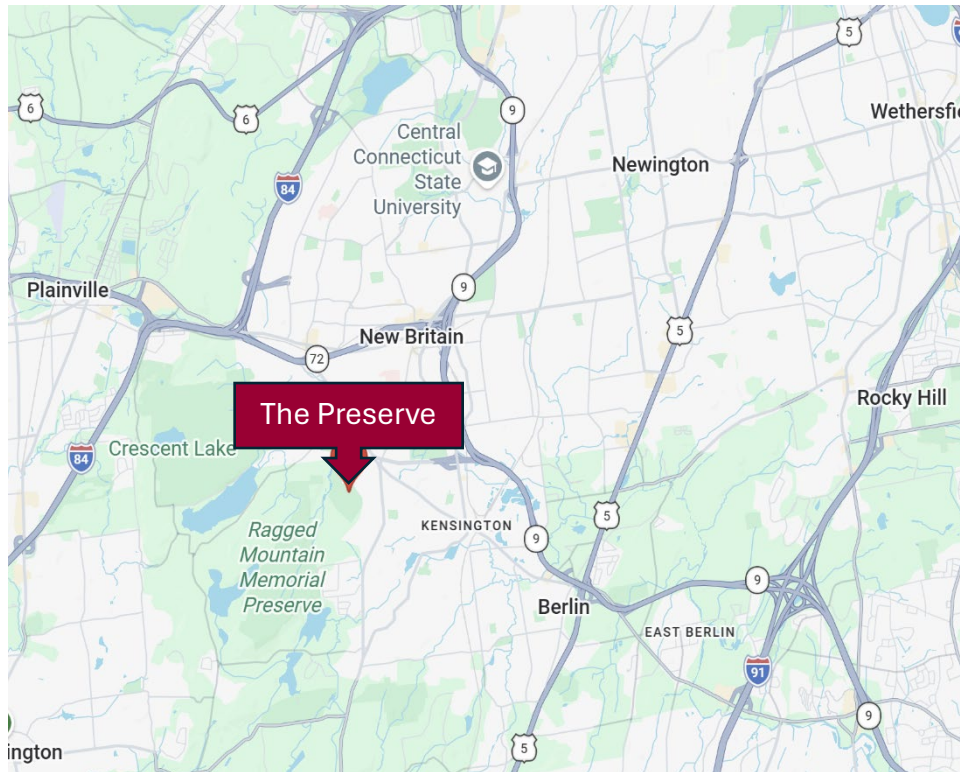 5
6
6
9
Wethersfi
Central
Connecticut
State
University
Newington
84
Plainville
9
5
New Britain
72
The Preserve
Rocky Hill
Crescent Lake
84
Ragged
Mountain
Memorial
Preserve
KENSINGTON
5
9
9
Berlin
EAST BERLIN
91
9
5
ington